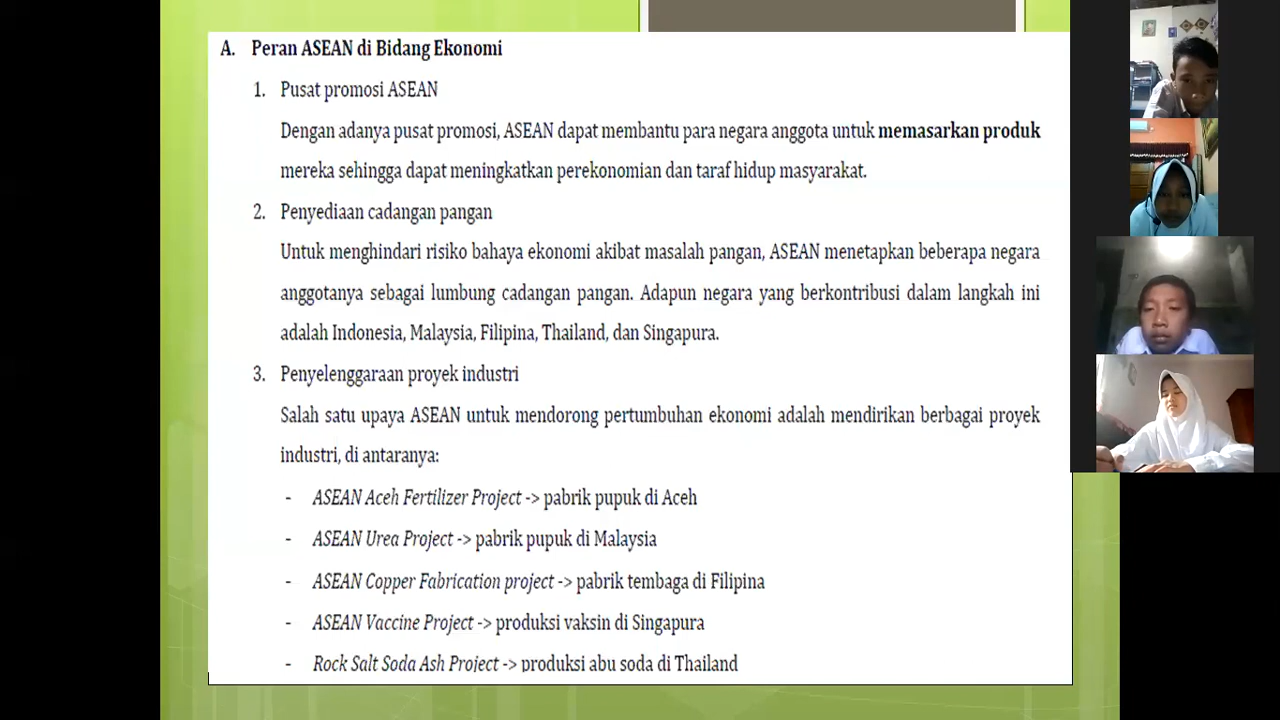 A. Peran ASEAN di Bidang Ekonomi
1. Pusat promosi ASEAN
Dengan adanya pusat promosi, ASEAN dapat membantu para negara anggota untuk memasarkan produk
mereka sehingga dapat meningkatkan perekonomian dan taraf hidup masyarakat.
2. Penyediaan cadangan pangan
Untuk menghindari risiko bahaya ekonomi akibat masalah pangan, ASEAN menetapkan beberapa negara
anggotanya sebagai lumbung cadangan pangan. Adapun negara yang berkontribusi dalam langkah ini
adalah Indonesia, Malaysia, Filipina, Thailand, dan Singapura.
3. Penyelenggaraan proyek industri
Salah satu upaya ASEAN untuk mendorong pertumbuhan ekonomi adalah mendirikan berbagai proyek
industri, di antaranya:
- ASEAN Aceh Fertilizer Project -> pabrik pupuk di Aceh
- ASEAN Urea Project -> pabrik pupuk di Malaysia
- ASEAN Copper Fabrication project -> pabrik tembaga di Filipina
- ASEAN Vaccine Project -> produksi vaksin di Singapura
- Rock Salt Soda Ash Project -> produksi abu soda di Thailand